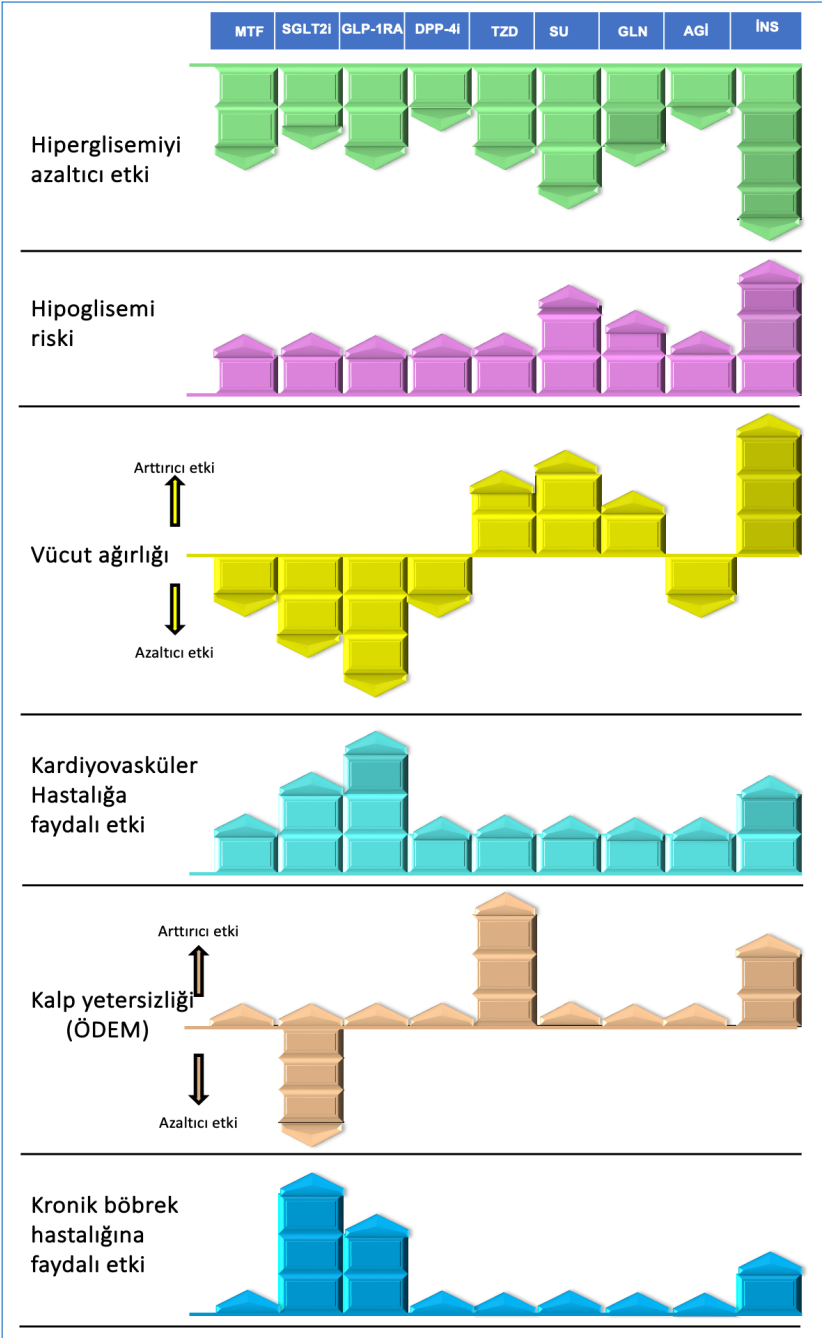 MTF SGLT2i GLP-1RA DPP-4i TZD SU GLN AGİ İNS
Hiperglisemiyi
azaltıcı etki
Hipoglisemi
riski
Arttırıcı etki
Vücut ağırlığı
Azaltıcı etki
Kardiyovasküler
Hastalığa
faydalı etki
Arttırıcı etki
Kalp yetersizliği
(ÖDEM)
Azaltıcı etki
Kronik böbrek
hastalığına
faydalı etki